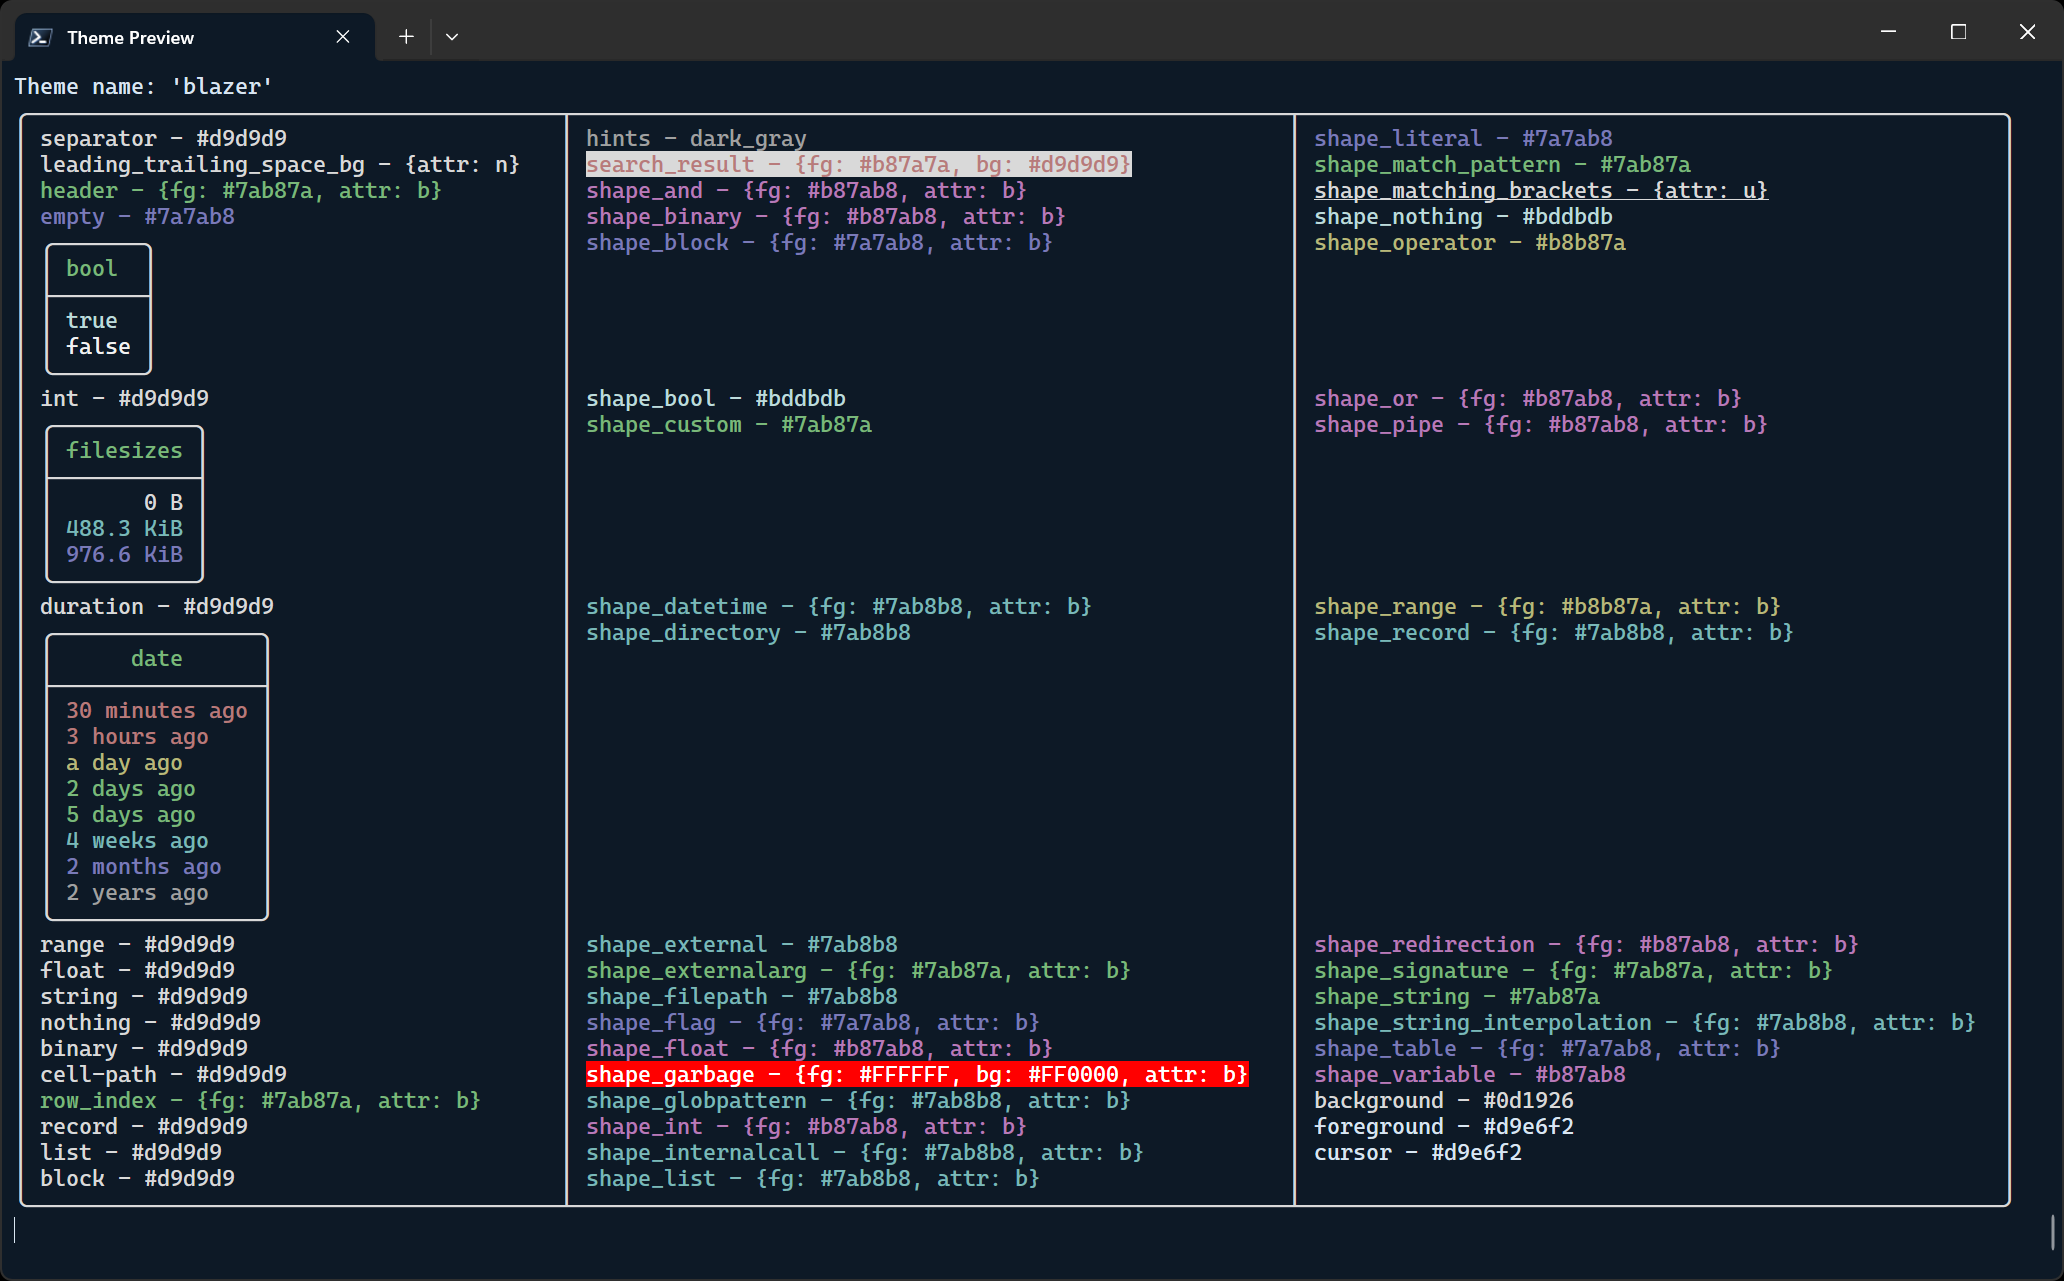 Theme Preview
Theme name: 'blazer'
separator - #d9d9d9
leading_trailing_space_bg - {attr: n}
header - {fg: #7ab87a, attr: b}
empty - #7a7ab8
bool
true
false
int - #d9d9d9
filesizes
0 B
488.3 KiB
976.6 KiB
duration - #d9d9d9
date
30 minutes ago
3 hours ago
a day ago
2 days ago
5 days ago
4 weeks ago
2 months ago
2 years ago
range - #d9d9d9
float - #d9d9d9
string - #d9d9d9
nothing - #d9d9d9
binary - #d9d9d9
cell-path - #d9d9d9
row_index - {fg: #7ab87a, attr: b}
record - #d9d9d9
list - #d9d9d9
block - #d9d9d9
hints - dark_gray
search_result - {fg: #b87a7a, bg: #d9d9d9}
shape_and - {fg: #b87ab8, attr: b}
shape_binary - {fg: #b87ab8, attr: b}
shape_block - {fg: #7a7ab8, attr: b}
shape_bool - #bddbdb
shape_custom - #7ab87a
shape_datetime - {fg: #7ab8b8, attr: b}
shape_directory - #7ab8b8
shape_external - #7ab8b8
shape_externalarg - {fg: #7ab87a, attr: b}
shape_filepath - #7ab8b8
shape_flag - {fg: #7a7ab8, attr: b}
shape_float - {fg: #b87ab8, attr: b}
shape_garbage - {fg: #FFFFFF, bg: #FF0000, attr: b}
shape_globpattern - {fg: #7ab8b8, attr: b}
shape_int - {fg: #b87ab8, attr: b}
shape_internalcall - {fg: #7ab8b8, attr: b}
shape_list - {fg: #7ab8b8, attr: b}
shape_literal - #7a7ab8
shape_match_pattern - #7ab87a
shape_matching_brackets - {attr: u}
shape_nothing - #bddbdb
shape_operator - #b8b87a
shape_or - {fg: #b87ab8, attr: b}
shape_pipe - {fg: #b87ab8, attr: b}
shape_range - {fg: #b8b87a, attr: b}
shape_record - {fg: #7ab8b8, attr: b}
shape_redirection - {fg: #b87ab8, attr: b}
shape_signature - {fg: #7ab87a, attr: b}
shape_string - #7ab87a
shape_string_interpolation - {fg: #7ab8b8, attr: b}
shape_table - {fg: #7a7ab8, attr: b}
shape_variable - #b87ab8
background - #0d1926
foreground - #d9e6f2
cursor - #d9e6f2